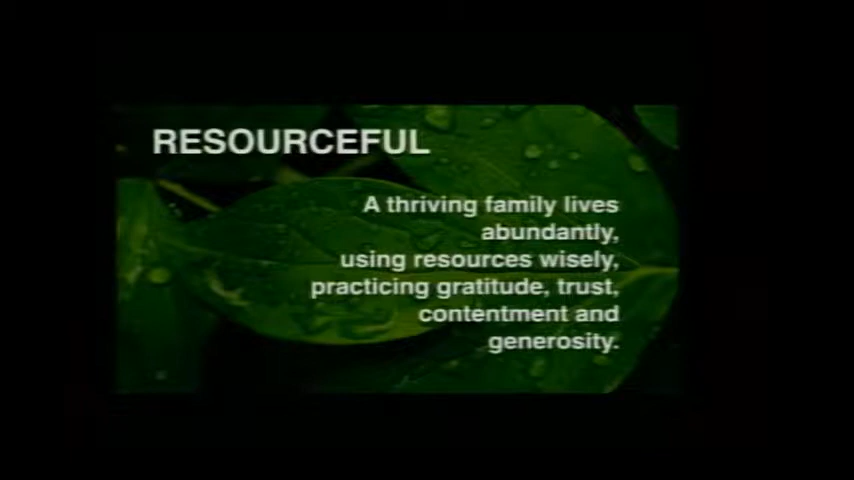 RESOURCEFUL
A thriving family lives
abundantly,
using resources wisely,
practicing gratitude, trust,
contentment and
generosity.